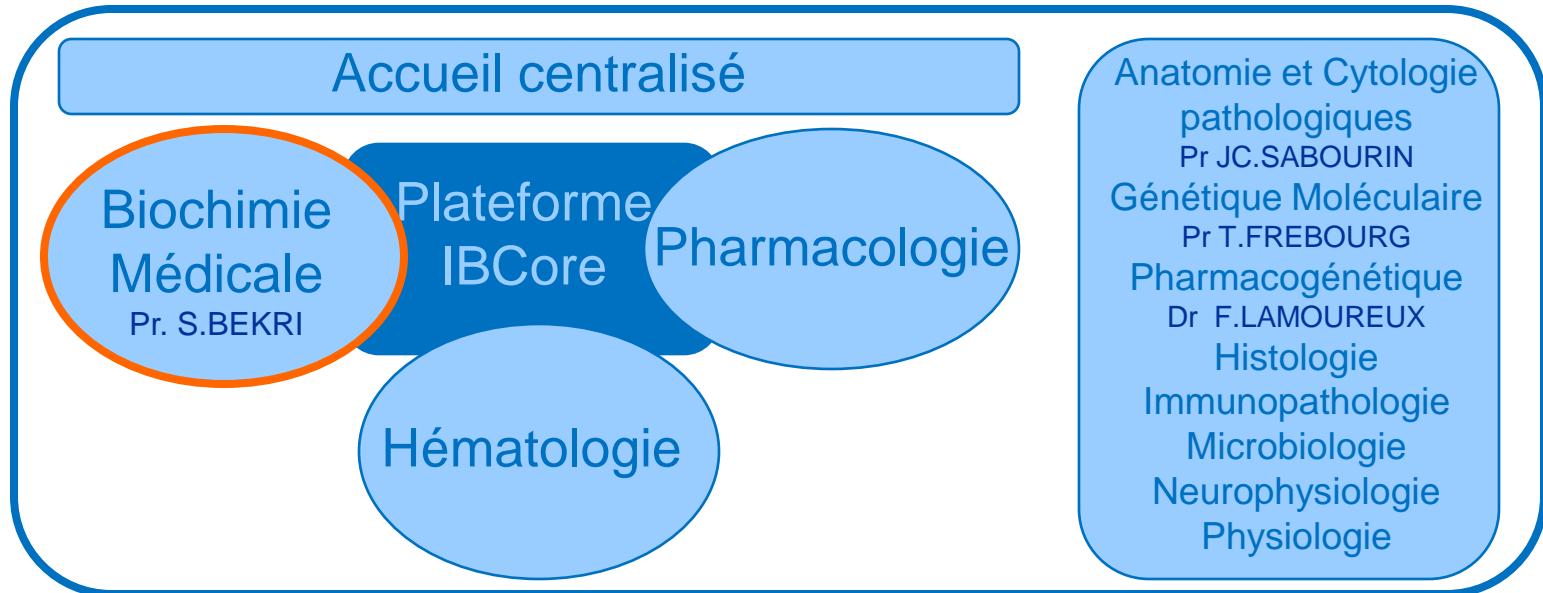 Accueil centralisé
Biochimie
Médicale
Pr. S.BEKRI
Plateforme
IBCore
Pharmacologie
Hématologie
Anatomie et Cytologie
pathologiques
Pr JC.SABOURIN
Génétique Moléculaire
Pr T.FREBOURG
Pharmacogénétique
Dr F.LAMOUREUX
Histologie
Immunopathologie
Microbiologie
Neurophysiologie
Physiologie